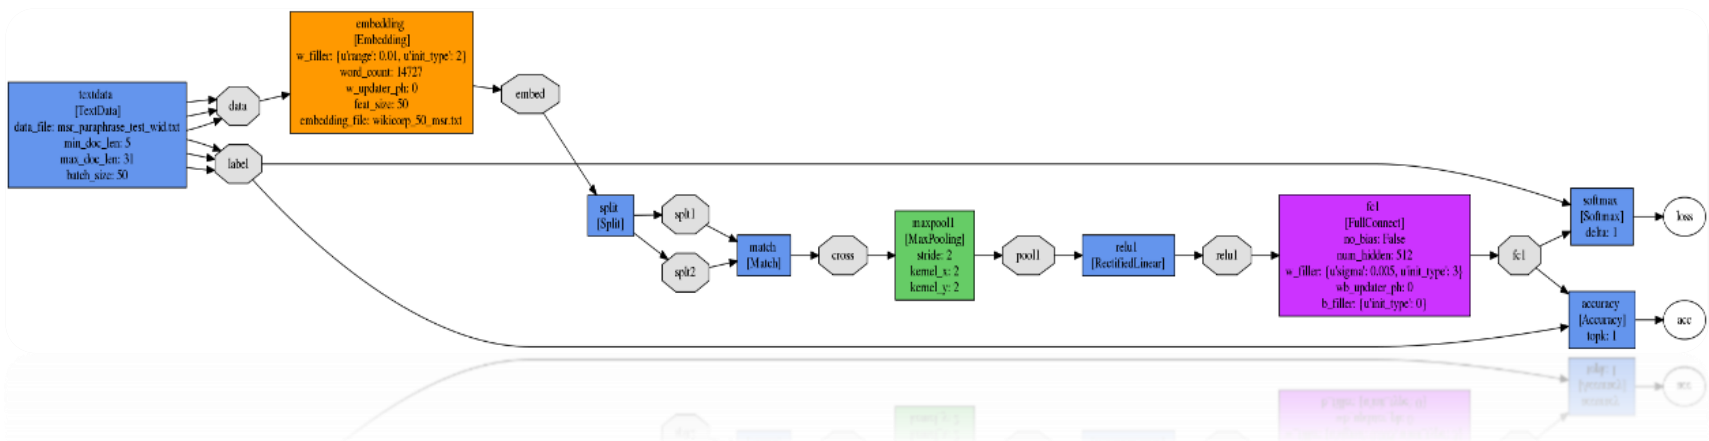 textdata
[TextData]
data_file: msr_paraphrase_test_wid.txt
min_doc_len: 5
max_doc_len: 31
batch_size: 50
data
label
embedding
[Embedding]
w_filler: {u'range': 0.01, u'init_type': 2}
word_count: 14727
w_updater_ph: 0
feat_size: 50
embedding_file: wikicorp_50_msr.txt
embed
split
[Split]
splt1
splt2
match
[Match]
cross
maxpool1
[MaxPooling]
stride: 2
kernel_x: 2
kernel_y: 2
pool1
relu1
[RectifiedLinear]
relu1
fc1
[FullConnect]
no_bias: False
num_hidden: 512
w_filler: {u'sigma': 0.005, u'init_type': 3}
wb_updater_ph: 0
b_filler: {u'init_type': 0}
fc1
softmax
[Softmax]
delta: 1
loss
accuracy
[Accuracy]
topk: 1
acc